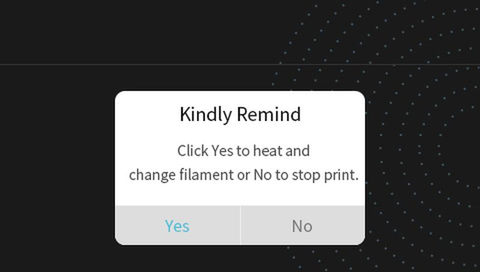 Kindly Remind
Click Yes to heat and
change filament or No to stop print.
Yes
No